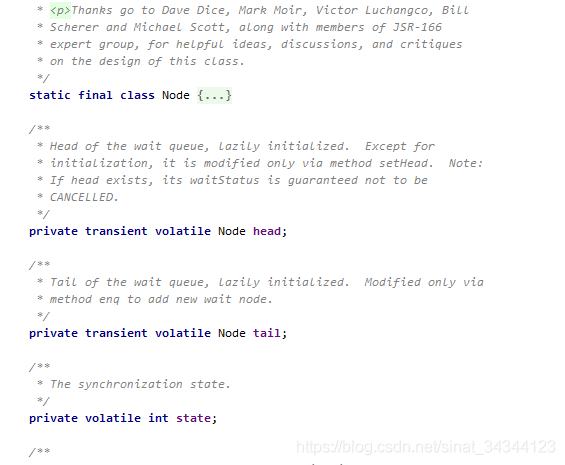 * <p>Thanks go to Dave Dice, Mark Moir, Victor Luchangco, Bill
* Scherer and Michael Scott, along with members of JSR-166
* expert group, for helpful ideas, discussions, and critiques
* on the design of this class.
*/
static final class Node {...}
/**
* Head of the wait queue, lazily initialized.  Except for
* initialization, it is modified only via method setHead.  Note:
* If head exists, its waitStatus is guaranteed not to be
* CANCELLED.
*/
private transient volatile Node head;
/**
* Tail of the wait queue, lazily initialized.  Modified only via
* method enq to add new wait node.
*/
private transient volatile Node tail;
/**
* The synchronization state.
*/
private volatile int state;
/**
https://blog.csdn.net/sinat_34344123